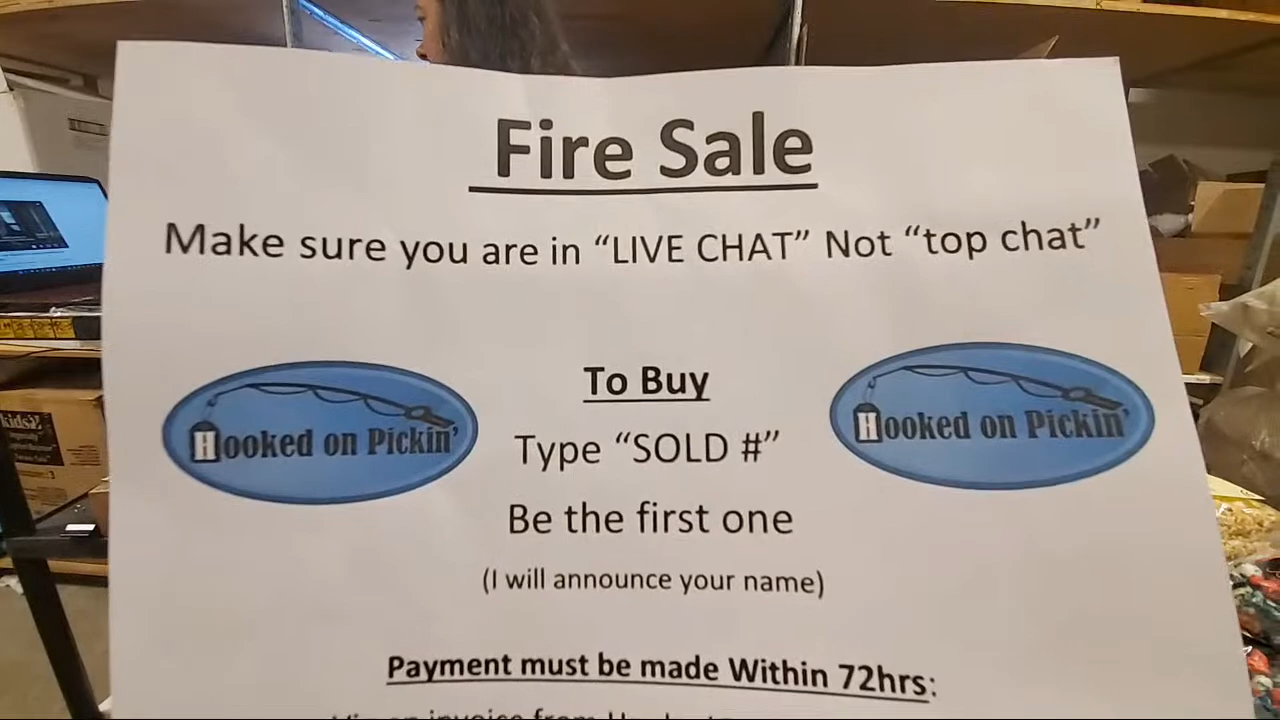 Fire Sale
Make sure you are in “LIVE CHAT” Not “top chat”
Hooked on Pickin’
To Buy
Hooked on Pickin’
Type “SOLD #”
Be the first one
(I will announce your name)
Payment must be made Within 72hrs: